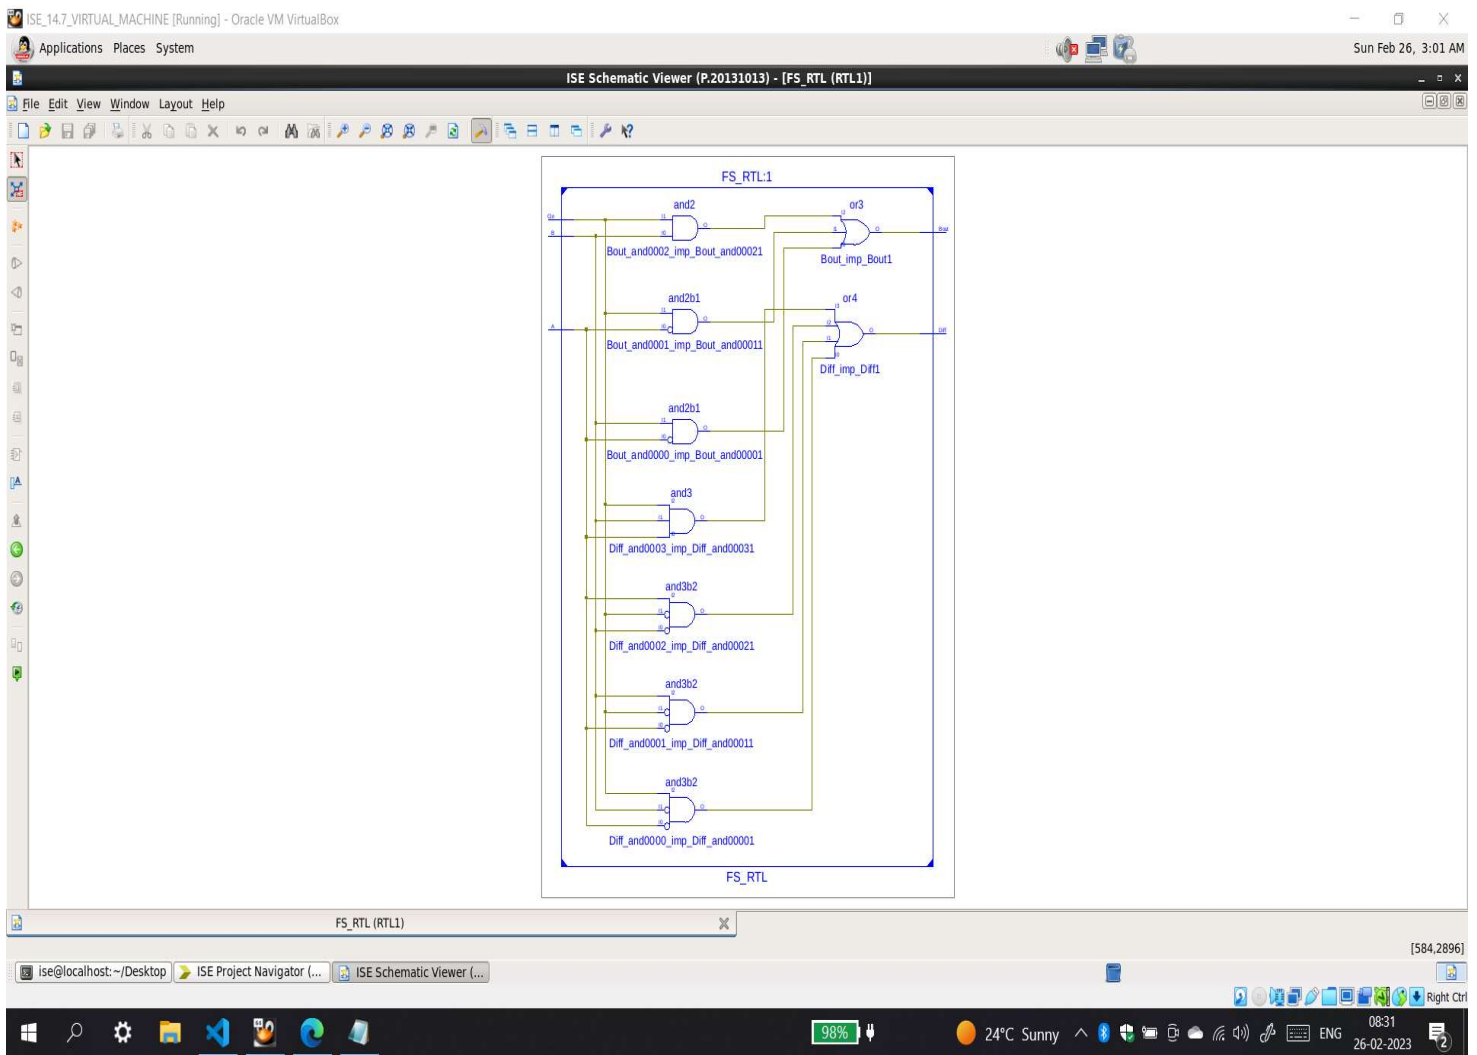 ISE_14.7_VIRTUAL_MACHINE [Running] - Oracle VM VirtualBox
Applications Places System
Sun Feb 26, 3:01 AM
ISE Schematic Viewer (P.20131013) - [FS_RTL (RTL1)]
File Edit View Window Layout Help
FS_RTL:1
and2
or3
Bout_and0002_imp_Bout_and00021
Bout_imp_Bout1
and2b1
or4
A
Bout_and0001_imp_Bout_and00011
Diff_imp_Diff1
and2b1
Bout_and0000_imp_Bout_and00001
and3
Diff_and0003_imp_Diff_and00031
and3b2
Diff_and0002_imp_Diff_and00021
and3b2
Diff_and0001_imp_Diff_and00011
and3b2
Diff_and0000_imp_Diff_and00001
FS_RTL
FS_RTL (RTL1)
[584,2896]
ise@localhost:~/Desktop
ISE Project Navigator (...
ISE Schematic Viewer (...
Right Ctrl
98%
24°C Sunny
ENG
08:31
26-02-2023
2